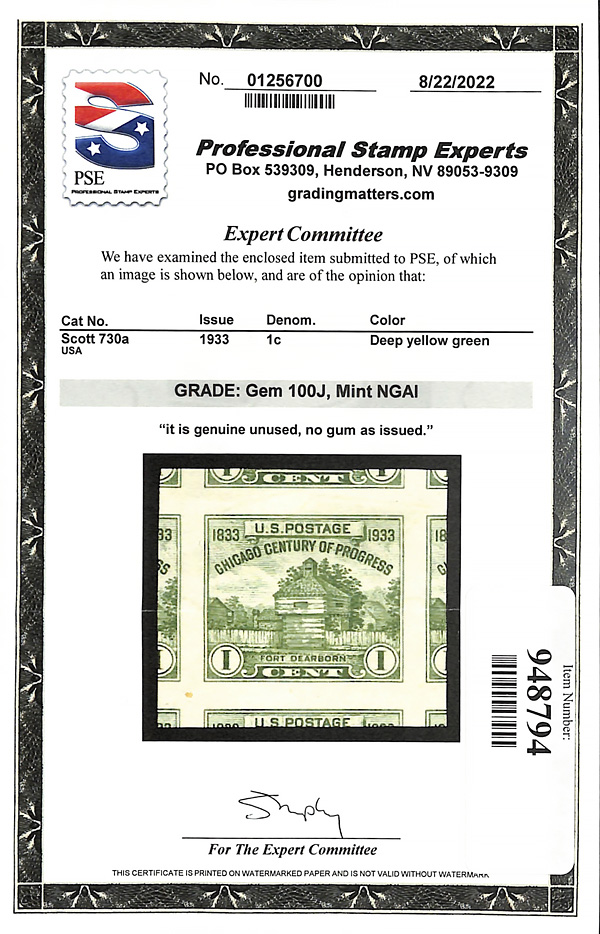 No. 01256700
8/22/2022
PSE
PROFESSIONAL STAMP EXPERTS
Professional Stamp Experts
PO Box 539309, Henderson, NV 89053-9309
gradingmatters.com
Expert Committee
We have examined the enclosed item submitted to PSE, of which
an image is shown below, and are of the opinion that:
Cat No. Issue Denom. Color
Scott 730a 1933 1c Deep yellow green
USA
GRADE: Gem 100J, Mint NGAI
“it is genuine unused, no gum as issued.”
CENT
33 1833 U.S. POSTAGE 1933 18
CHICAGO CENTURY OF PROGRESS
FORT DEARBORN
1 CENT 1
U.S. POSTAGE
Item Number:
948794
For The Expert Committee
THIS CERTIFICATE IS PRINTED ON WATERMARKED PAPER AND IS NOT VALID WITHOUT WATERMARK